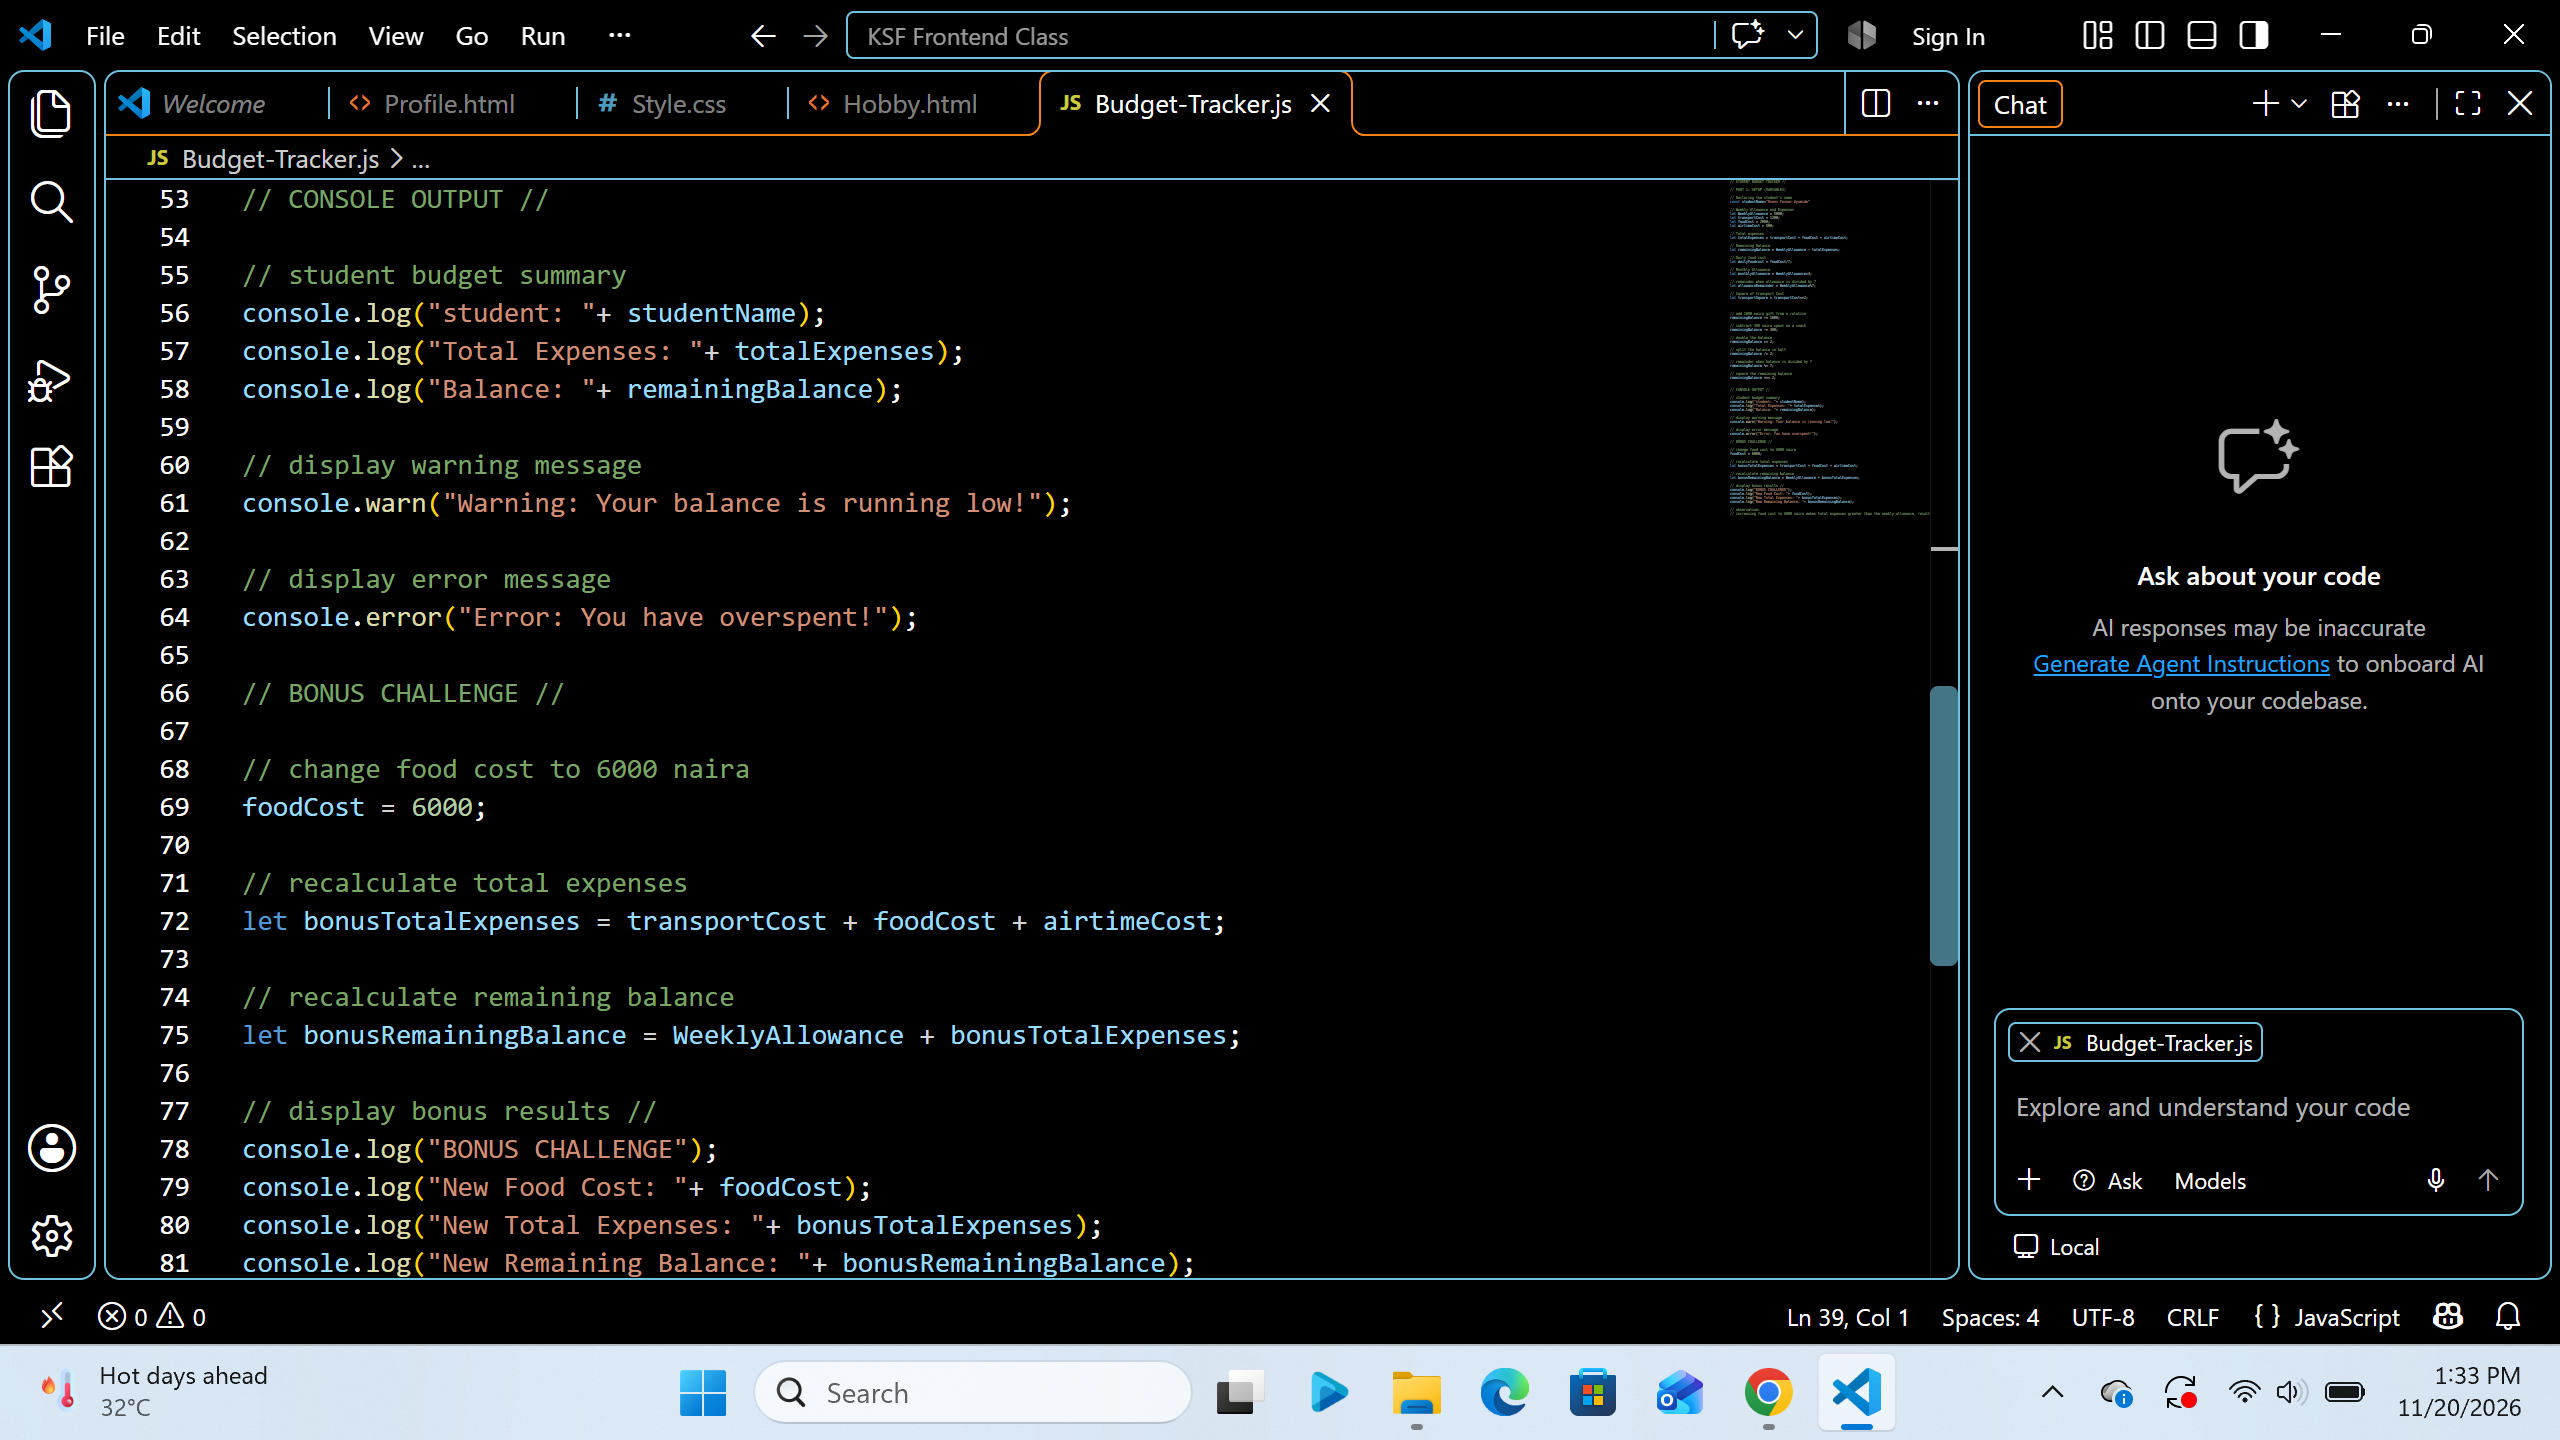 File Edit Selection View Go Run ···
KSF Frontend Class
Sign In
Welcome
Profile.html
# Style.css
Hobby.html
JS Budget-Tracker.js
Chat
JS Budget-Tracker.js > ...
53 // CONSOLE OUTPUT //
54
55 // student budget summary
56 console.log("student: "+ studentName);
57 console.log("Total Expenses: "+ totalExpenses);
58 console.log("Balance: "+ remainingBalance);
59
60 // display warning message
61 console.warn("Warning: Your balance is running low!");
62
63 // display error message
64 console.error("Error: You have overspent!");
65
66 // BONUS CHALLENGE //
67
68 // change food cost to 6000 naira
69 foodCost = 6000;
70
71 // recalculate total expenses
72 let bonusTotalExpenses = transportCost + foodCost + airtimeCost;
73
74 // recalculate remaining balance
75 let bonusRemainingBalance = WeeklyAllowance + bonusTotalExpenses;
76
77 // display bonus results //
78 console.log("BONUS CHALLENGE");
79 console.log("New Food Cost: "+ foodCost);
80 console.log("New Total Expenses: "+ bonusTotalExpenses);
81 console.log("New Remaining Balance: "+ bonusRemainingBalance);
Ask about your code
AI responses may be inaccurate
Generate Agent Instructions to onboard AI
onto your codebase.
JS Budget-Tracker.js
Explore and understand your code
Ask Models
Local
0 0
Ln 39, Col 1 Spaces: 4 UTF-8 CRLF {} JavaScript
Hot days ahead
32°C
Search
1:33 PM
11/20/2026